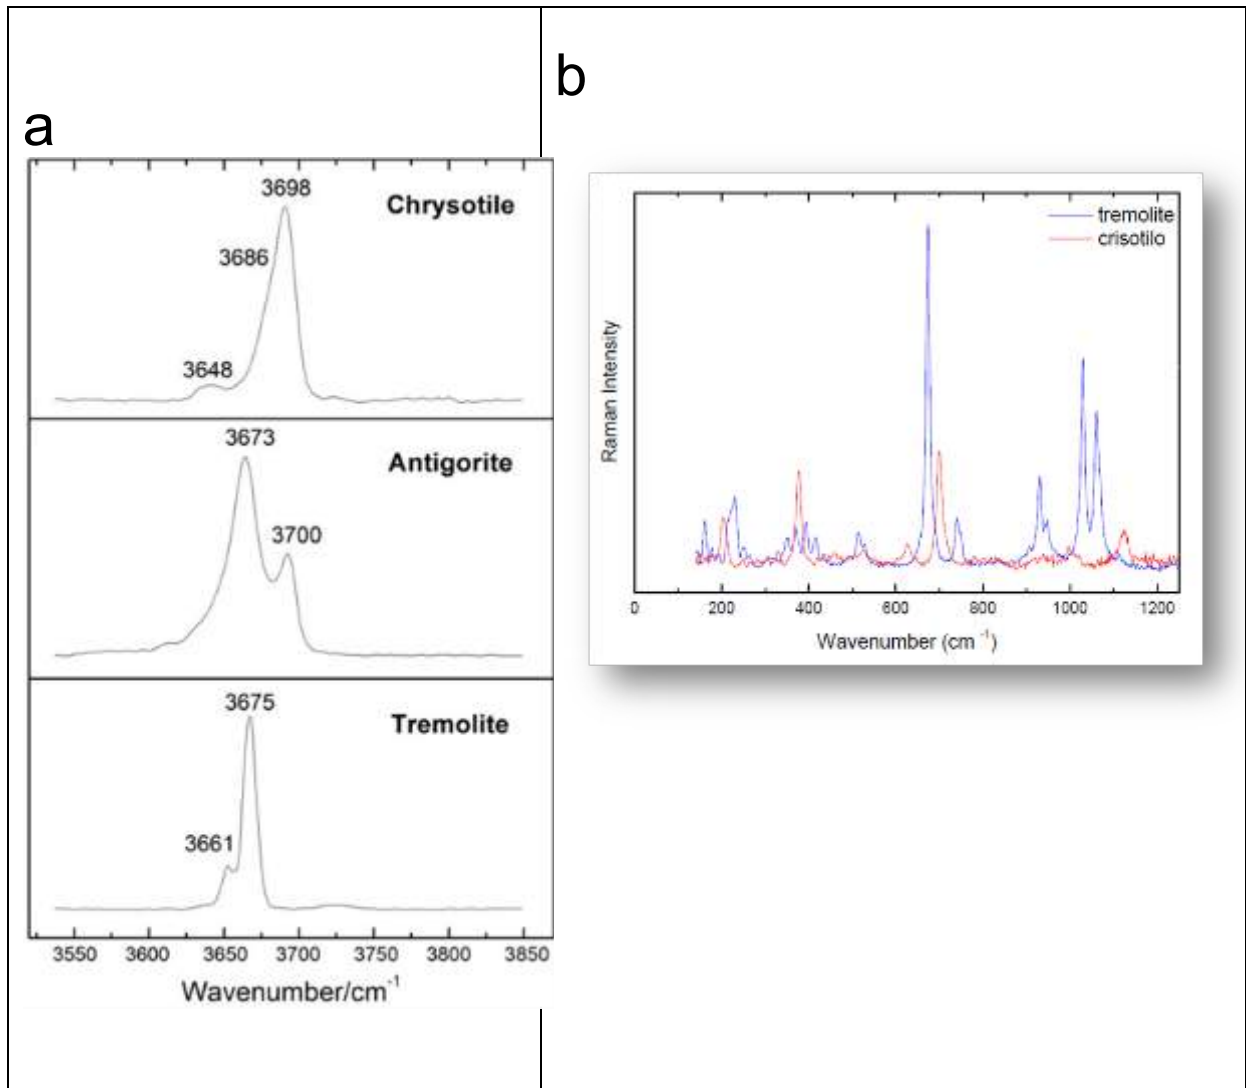 a
3698
Chrysotile
3686
3648
3673
Antigorite
3700
3675
Tremolite
3661
3550 3600 3650 3700 3750 3800 3850
Wavenumber/cm-1
b
tremolite
crisotilo
Raman Intensity
0 200 400 600 800 1000 1200
Wavenumber (cm -1)